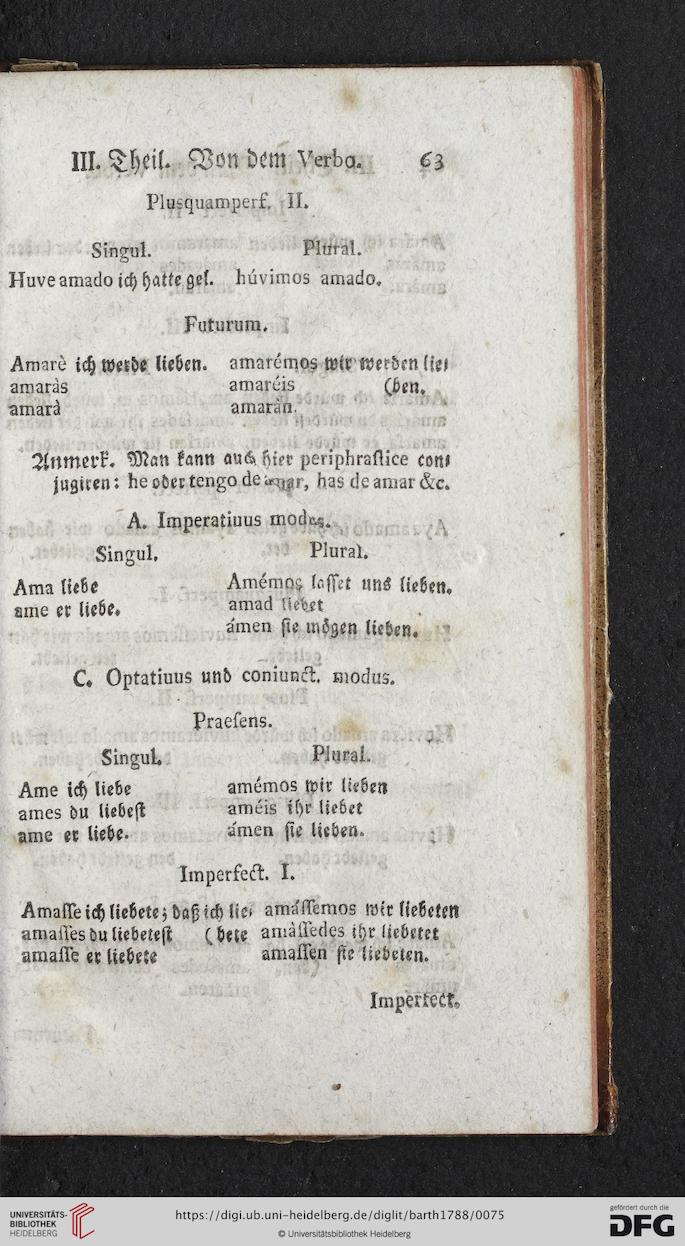 III. Theil. Von dem Verbo. 63
Plusquamperf. II.
Singul. Plural.
Huve amado ich hatte gel. húvimos amado.
Futurum.
Amarè ich werde lieben. amarémos wir werden lie-
amaràs amaréis (ben.
amarà amaràn.
Anmerk. Man kann auch hier periphraſtice con-
jugiren: he oder tengo de amar, has de amar &c.
A. Imperatiuus modus.
Singul. Plural.
Ama liebe Amémos laſſet uns lieben.
ame er liebe. amad liebet
ámen ſie mögen lieben.
C. Optatiuus und coniunct. modus.
Praeſens.
Singul. Plural.
Ame ich liebe amémos wir lieben
ames du liebeſt améis ihr liebet
ame er liebe. ámen ſie lieben.
Imperfect. I.
Amaſſe ich liebete; daß ich lie- amáſſemos wir liebeten
amaſſes du liebeteſt (bete amàſſedes ihr liebetet
amaſſe er liebete amaſſen ſie liebeten.
Imperfect.
UNIVERSITÄTS-
BIBLIOTHEK
HEIDELBERG
https://digi.ub.uni-heidelberg.de/diglit/barth1788/0075
© Universitätsbibliothek Heidelberg
gefördert durch die
DFG